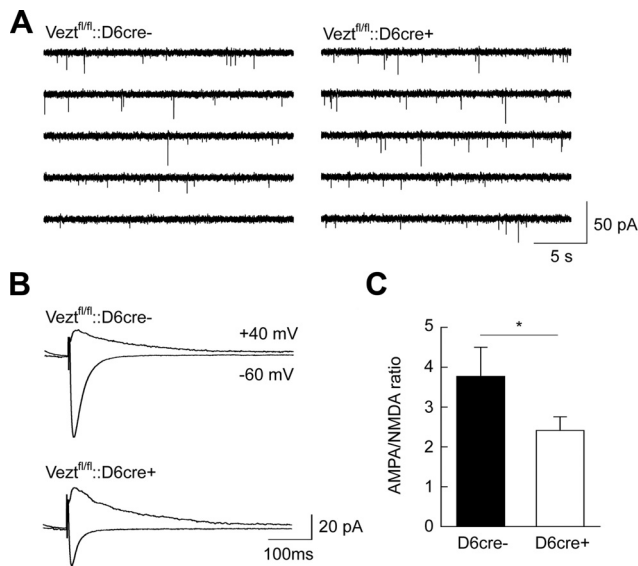 A
Vezt^fl/fl::D6cre-
Vezt^fl/fl::D6cre+
50 pA
5 s
B
Vezt^fl/fl::D6cre-
+40 mV
-60 mV
Vezt^fl/fl::D6cre+
20 pA
100ms
C
*
AMPA/NMDA ratio
5
4
3
2
1
0
D6cre-
D6cre+